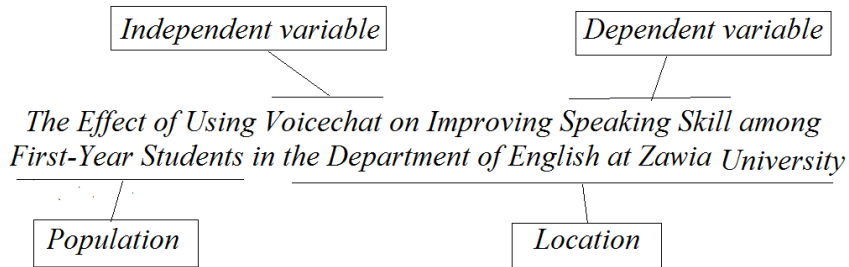 Independent variable
Dependent variable
The Effect of Using Voicechat on Improving Speaking Skill among
First-Year Students in the Department of English at Zawia University
Population
Location